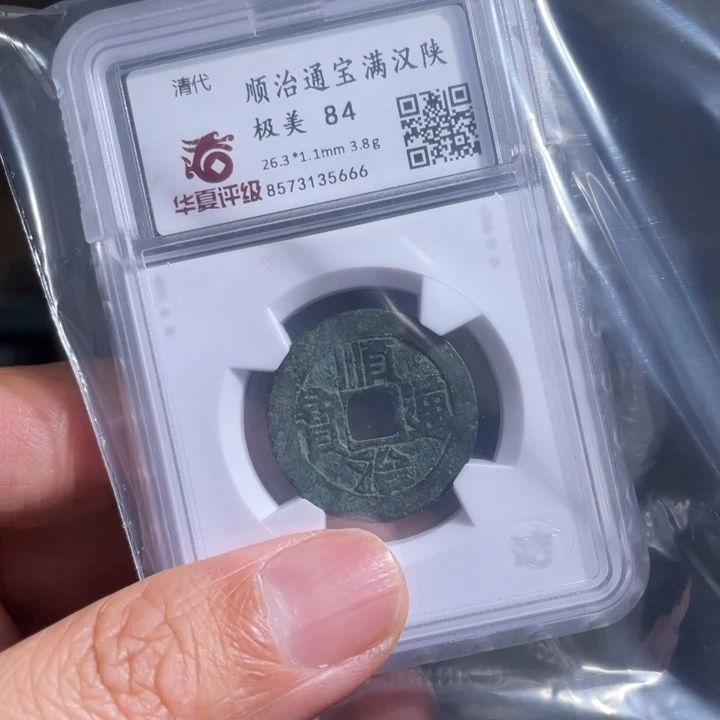 清代
顺治通宝满汉陕
极美 84
26.3*1.1mm 3.8g
华夏评级
8573135666
順
治
通
寶